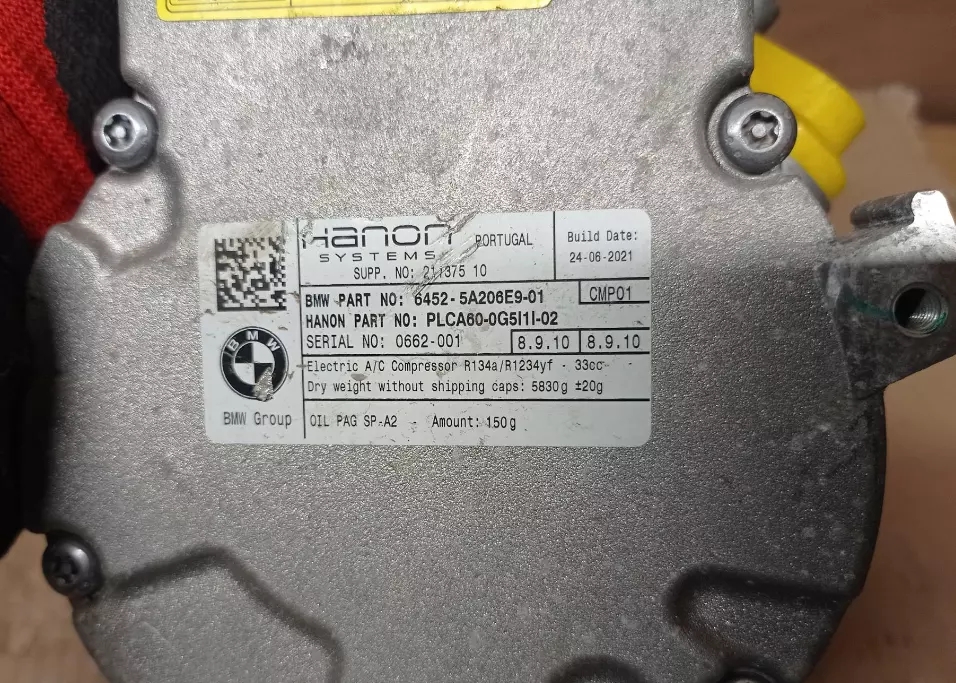 Hanon
SYSTEMS
PORTUGAL
SUPP. NO: 211375 10
Build Date:
24-06-2021
BMW PART NO: 6452-5A206E9-01
CMP01
HANON PART NO: PLCA60-0G5I1I-02
SERIAL NO: 0662-001
8.9.10
8.9.10
Electric A/C Compressor R134a/R1234yf - 33cc
Dry weight without shipping caps: 5830g ±20g
BMW
BMW Group
OIL PAG SP-A2 - Amount: 150g